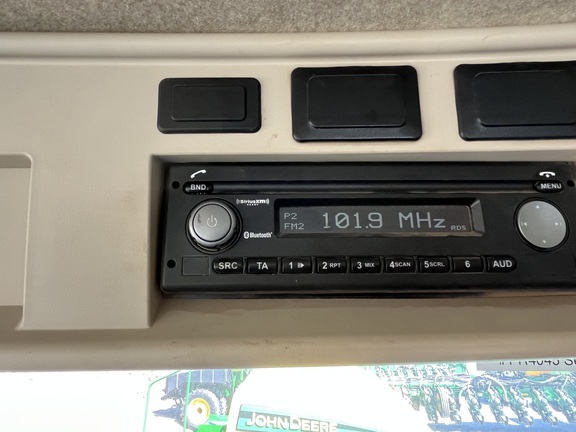 BND
((SiriusXM))
READY
MENU
Bluetooth®
P2
FM2
101.9 MHz
RDS
SRC TA 1 2 RPT 3 MIX 4 SCAN 5 SCRL 6 AUD
JOHN DEERE